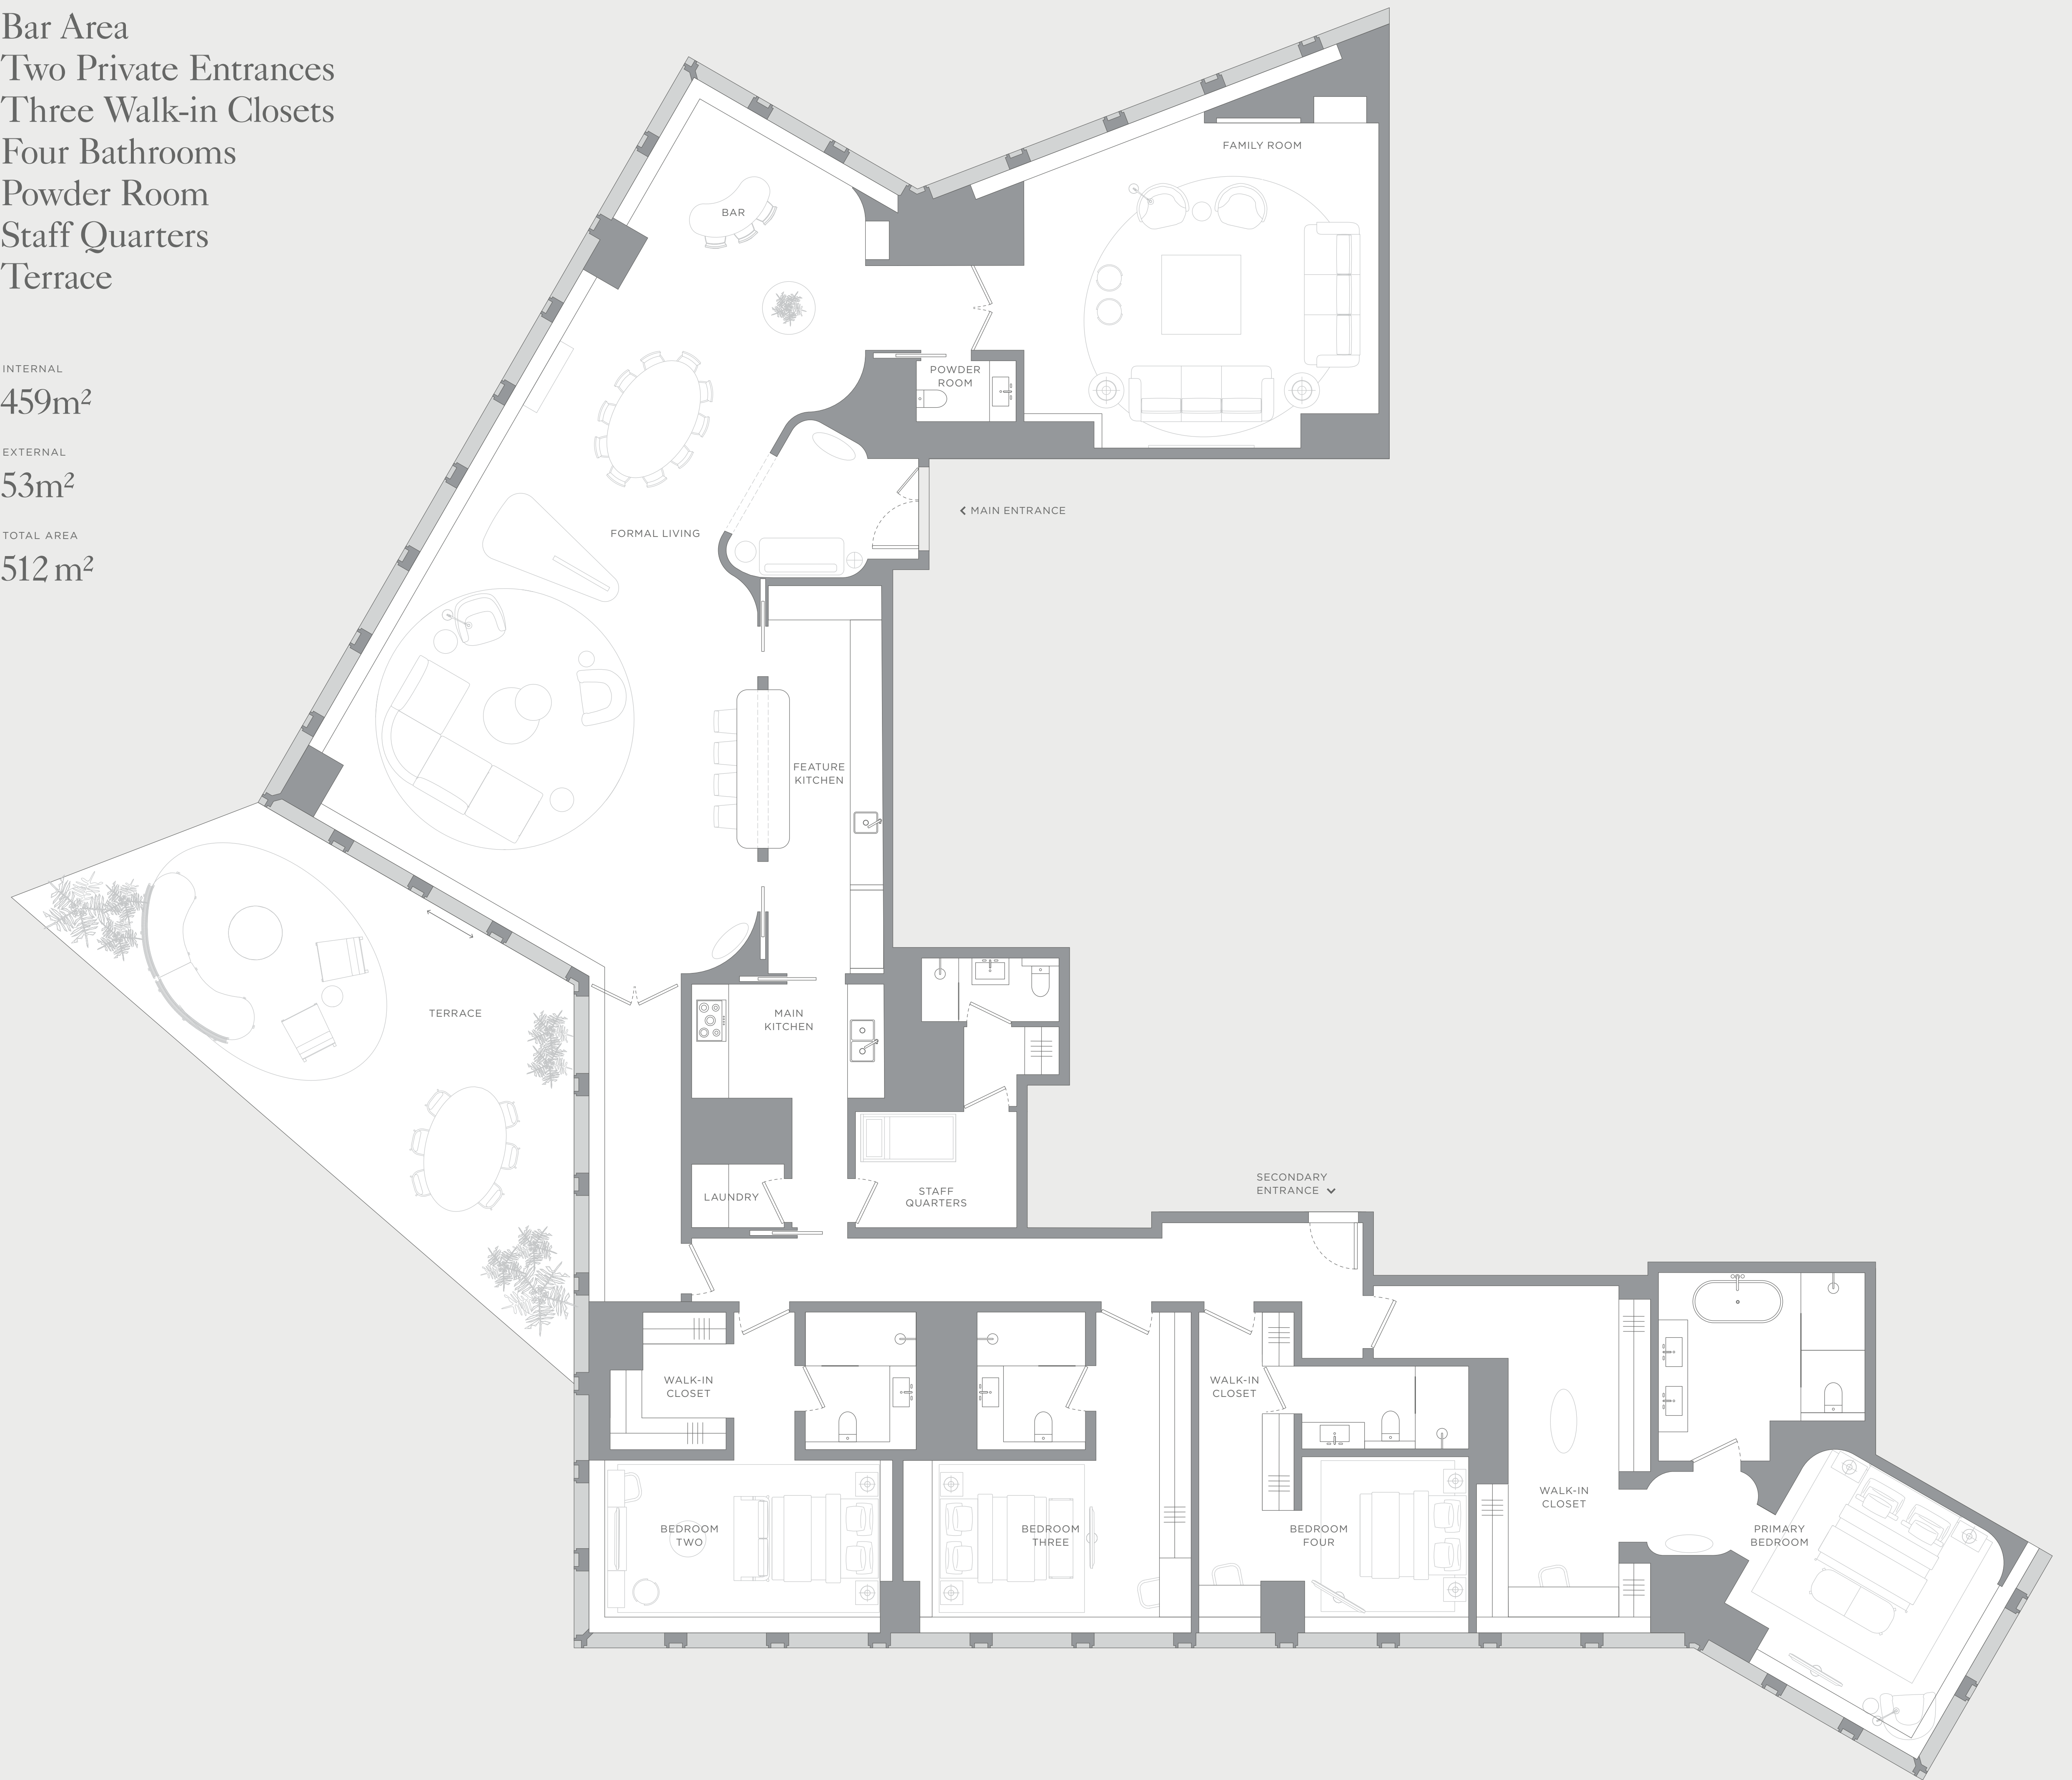 Bar Area
Two Private Entrances
Three Walk-in Closets
Four Bathrooms
Powder Room
Staff Quarters
Terrace
INTERNAL
459m²
EXTERNAL
53m²
TOTAL AREA
512 m²
FAMILY ROOM
BAR
POWDER
ROOM
MAIN ENTRANCE
FORMAL LIVING
FEATURE
KITCHEN
TERRACE
MAIN
KITCHEN
LAUNDRY
STAFF
QUARTERS
SECONDARY
ENTRANCE
WALK-IN
CLOSET
WALK-IN
CLOSET
WALK-IN
CLOSET
BEDROOM
TWO
BEDROOM
THREE
BEDROOM
FOUR
PRIMARY
BEDROOM